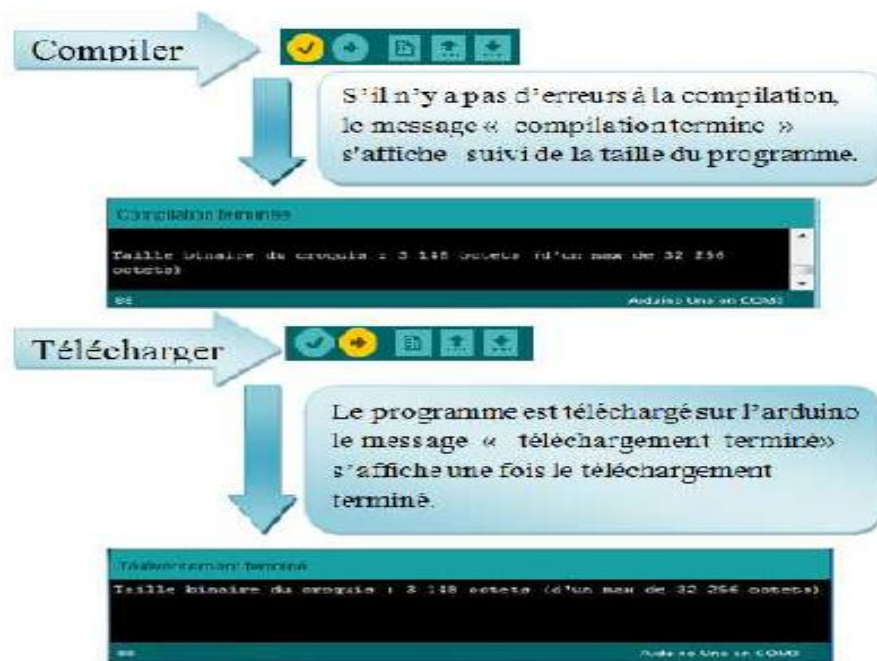 Compiler
S'il n'y a pas d'erreurs à la compilation,
le message « compilation termine »
s'affiche suivi de la taille du programme.
Compilation terminée
Taille binaire du croquis : 3 148 octets (d'un max de 32 256
octets)
Arduino Uno on COM3
Télécharger
Le programme est téléchargé sur l'arduino
le message « téléchargement terminé»
s'affiche une fois le téléchargement
terminé.
Téléversement terminé
Taille binaire du croquis : 3 148 octets (d'un max de 32 256 octets)
Arduino Uno on COM3